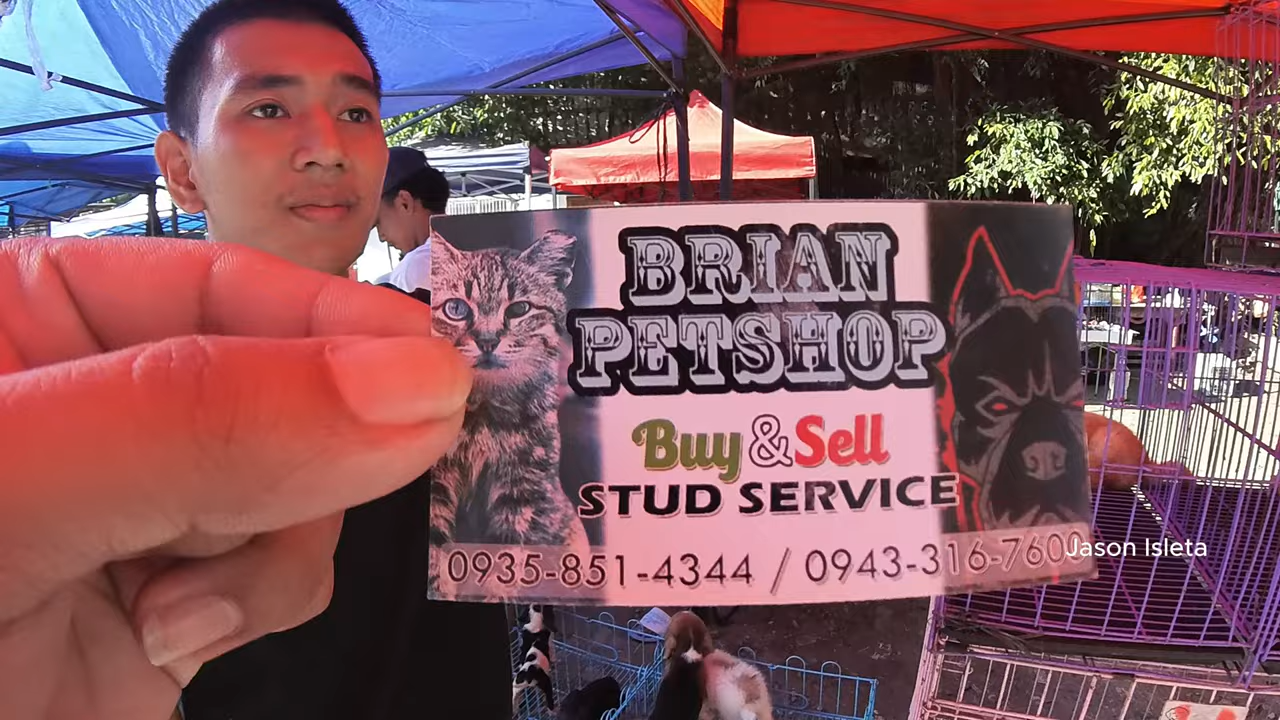 BRIAN
PETSHOP
Buy&Sell
STUD SERVICE
0935-851-4344 / 0943-316-7600
Jason Isleta